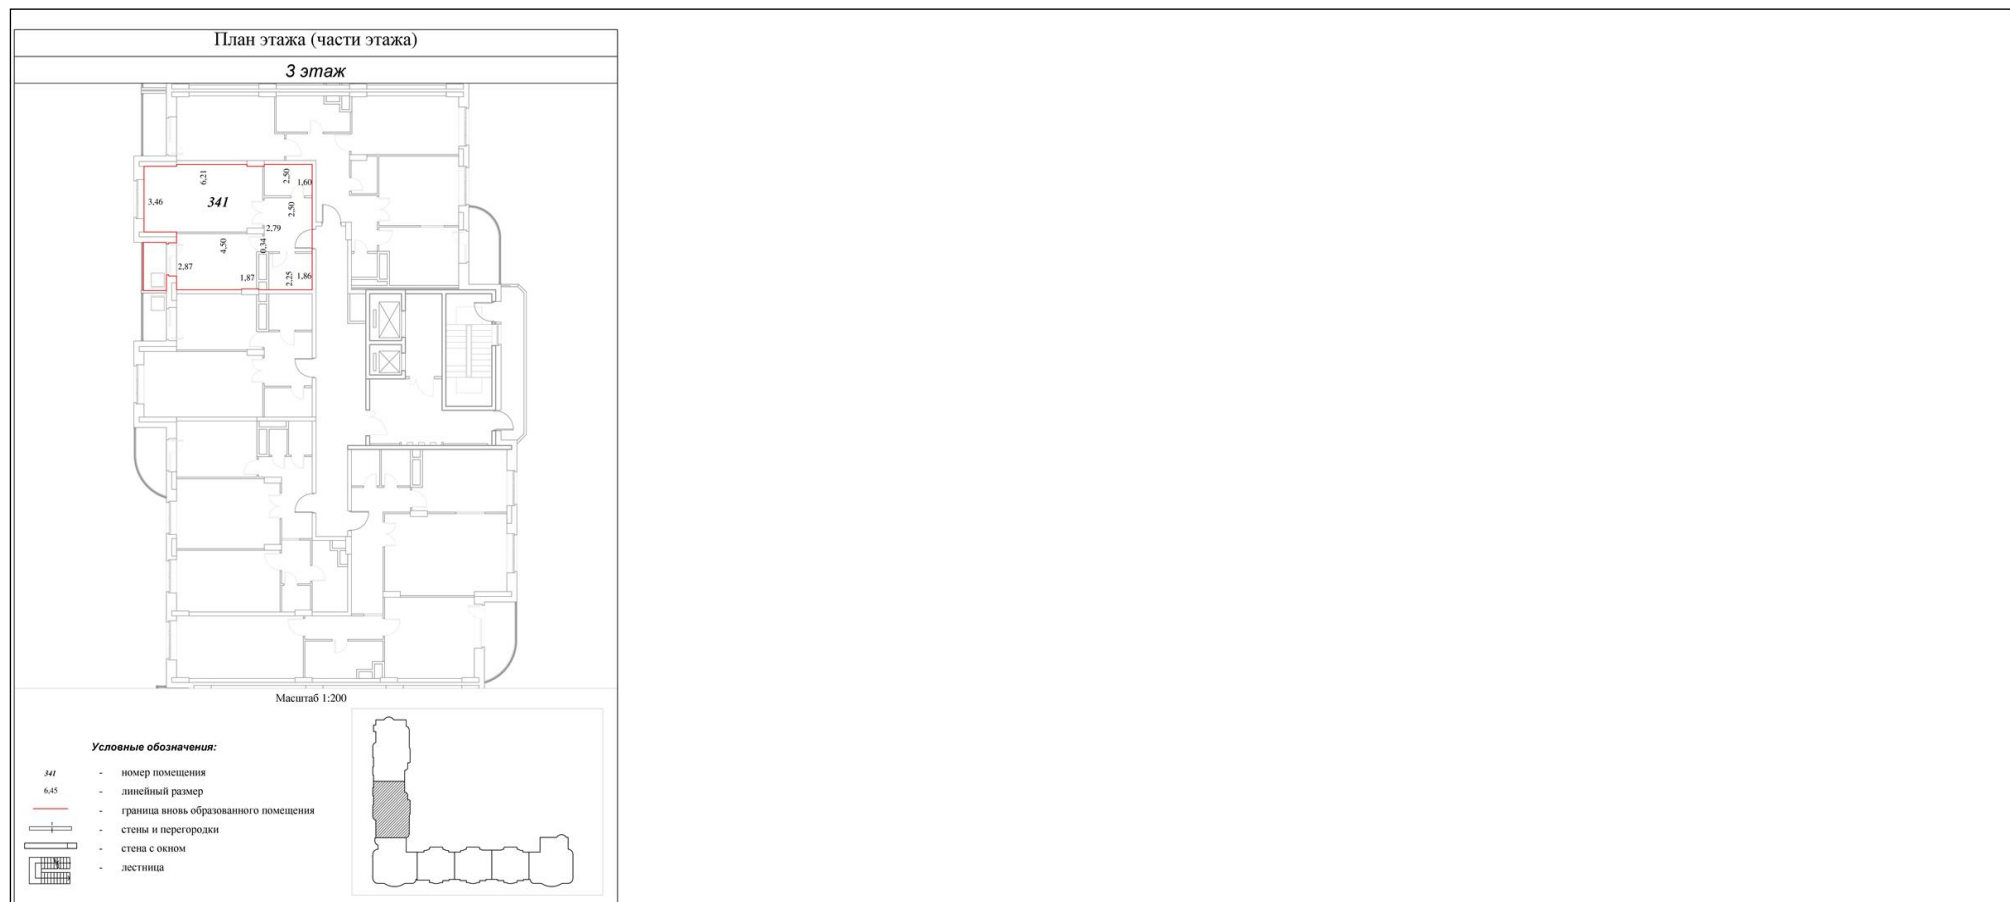 План этажа (части этажа)
3 этаж
6,21
2,50
1,60
3,46
341
2,50
2,79
4,50
0,34
2,87
1,87
2,25
1,86
Масштаб 1:200
Условные обозначения:
341 - номер помещения
6,45 - линейный размер
- граница вновь образованного помещения
- стены и перегородки
- стена с окном
- лестница